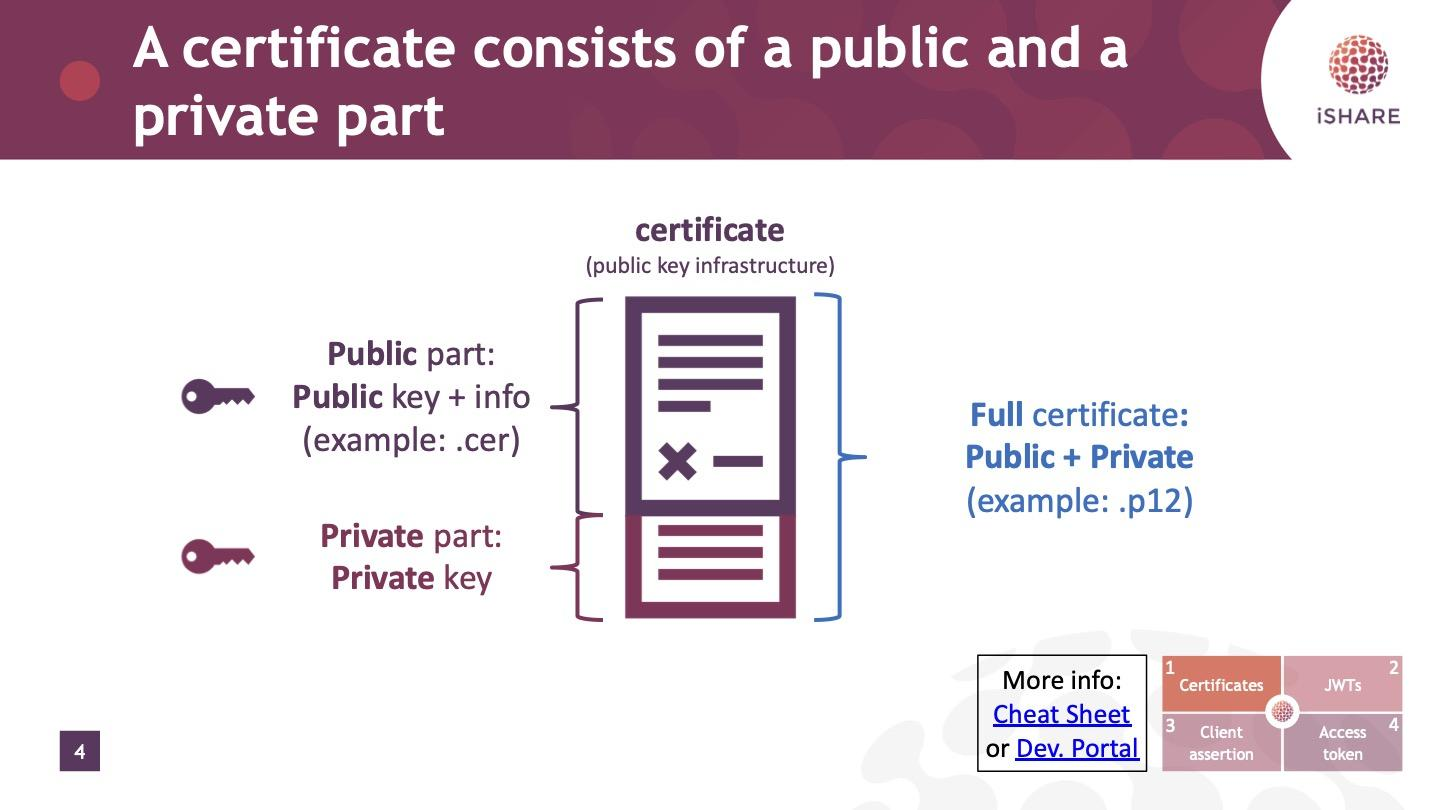 A certificate consists of a public and a
private part
iSHARE
certificate
(public key infrastructure)
Public part:
Public key + info
(example: .cer)
Private part:
Private key
Full certificate:
Public + Private
(example: .p12)
More info:
Cheat Sheet
or Dev. Portal
1
Certificates
2
JWTs
3
Client
assertion
4
Access
token
4